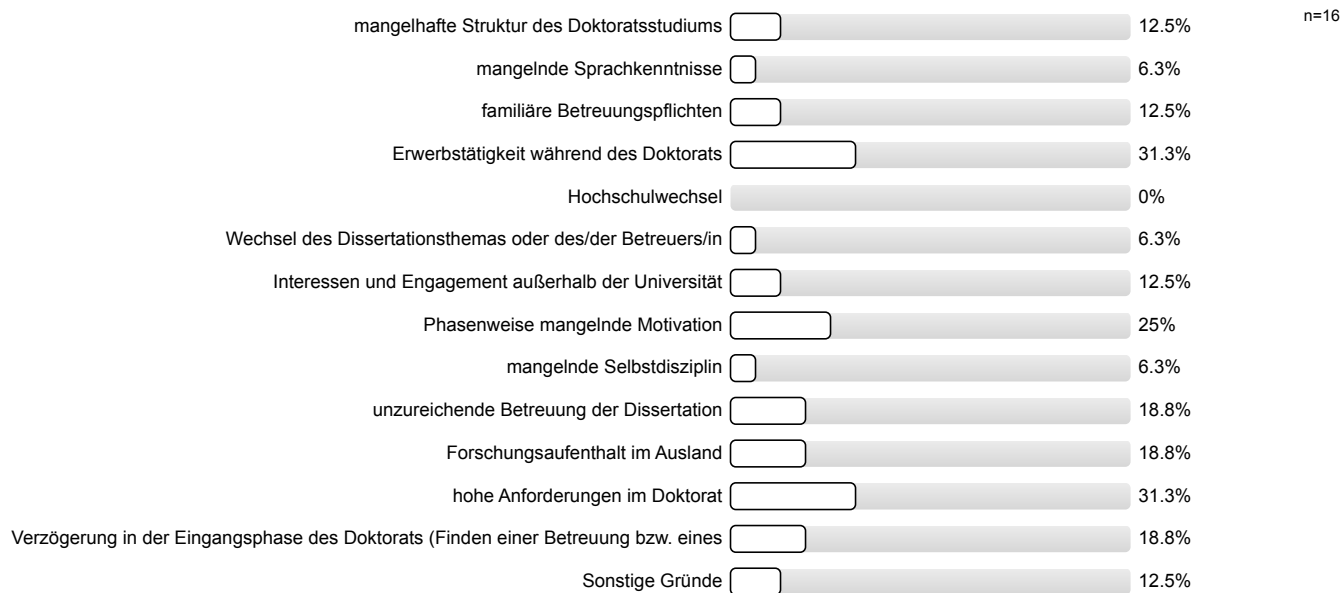 n=16
mangelhafte Struktur des Doktoratsstudiums 12.5%
mangelnde Sprachkenntnisse 6.3%
familiäre Betreuungspflichten 12.5%
Erwerbstätigkeit während des Doktorats 31.3%
Hochschulwechsel 0%
Wechsel des Dissertationsthemas oder des/der Betreuers/in 6.3%
Interessen und Engagement außerhalb der Universität 12.5%
Phasenweise mangelnde Motivation 25%
mangelnde Selbstdisziplin 6.3%
unzureichende Betreuung der Dissertation 18.8%
Forschungsaufenthalt im Ausland 18.8%
hohe Anforderungen im Doktorat 31.3%
Verzögerung in der Eingangsphase des Doktorats (Finden einer Betreuung bzw. eines 18.8%
Sonstige Gründe 12.5%